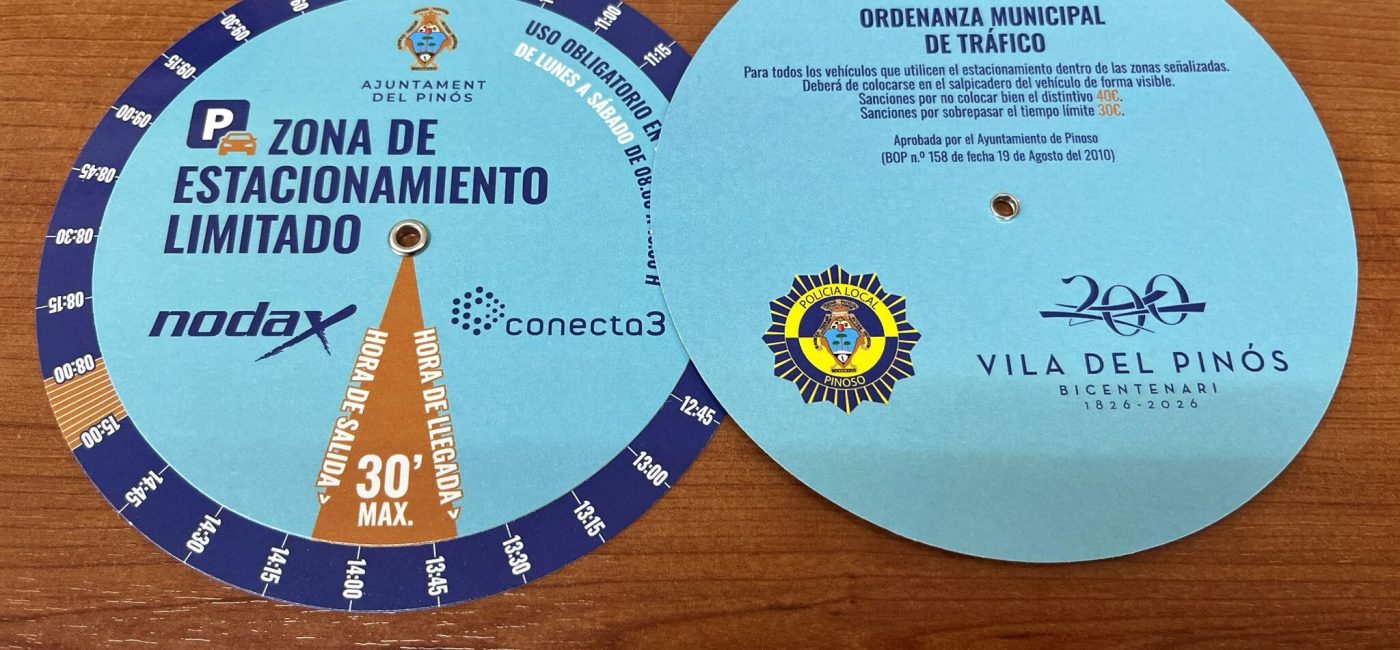 AJUNTAMENT
DEL PINÓS
P
ZONA DE
ESTACIONAMIENTO
LIMITADO
USO OBLIGATORIO
DE LUNES A SÁBADO DE
nodax
conecta3
HORA DE SALIDA >
HORA DE LLEGADA >
30'
MAX.
08:00
08:15
08:30
08:45
09:00
09:15
09:30
11:00
11:15
12:45
13:00
13:15
13:30
13:45
14:00
14:15
14:30
14:45
15:00
ORDENANZA MUNICIPAL
DE TRÁFICO
Para todos los vehículos que utilicen el estacionamiento dentro de las zonas señalizadas.
Deberá de colocarse en el salpicadero del vehículo de forma visible.
Sanciones por no colocar bien el distintivo 40€.
Sanciones por sobrepasar el tiempo límite 30€.
Aprobada por el Ayuntamiento de Pinoso
(BOP n.º 158 de fecha 19 de Agosto del 2010)
POLICIA LOCAL
PINOSO
200
VILA DEL PINÓS
BICENTENARI
1826-2026